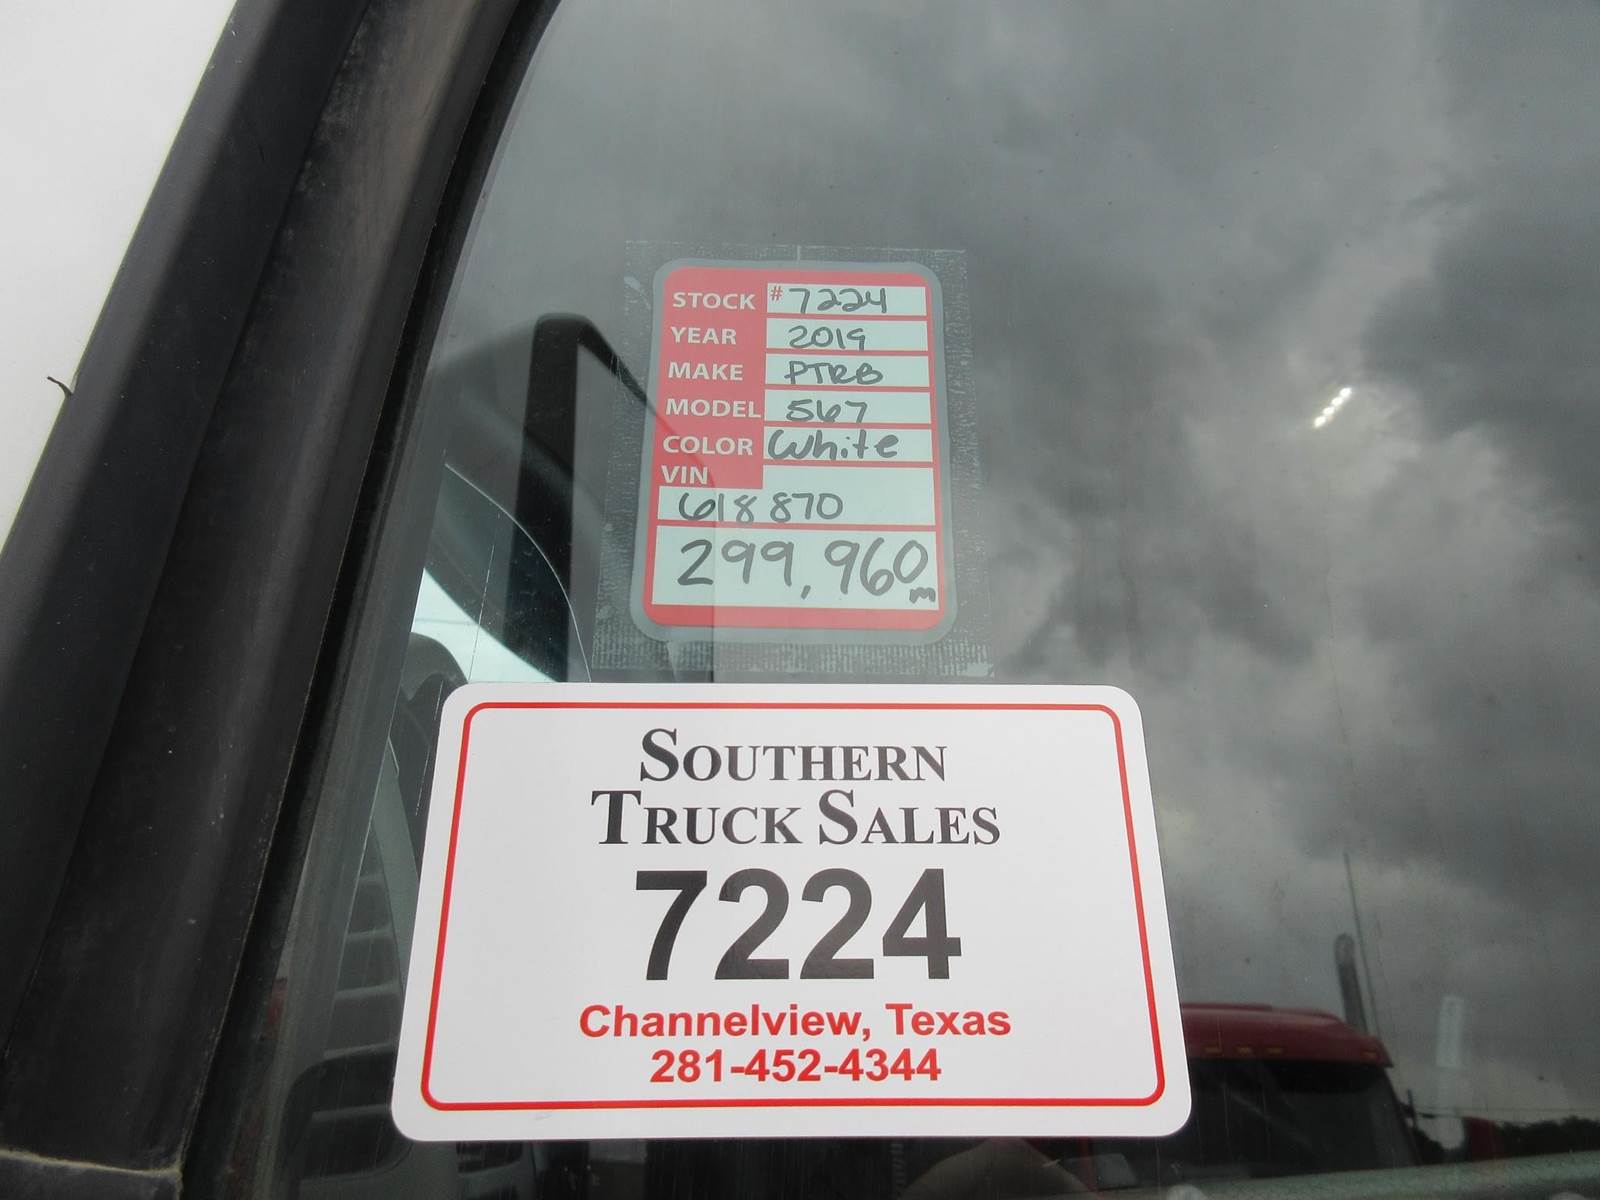 STOCK #7224
YEAR 2019
MAKE PTRB
MODEL 567
COLOR White
VIN
618870
299,960 m
SOUTHERN
TRUCK SALES
7224
Channelview, Texas
281-452-4344